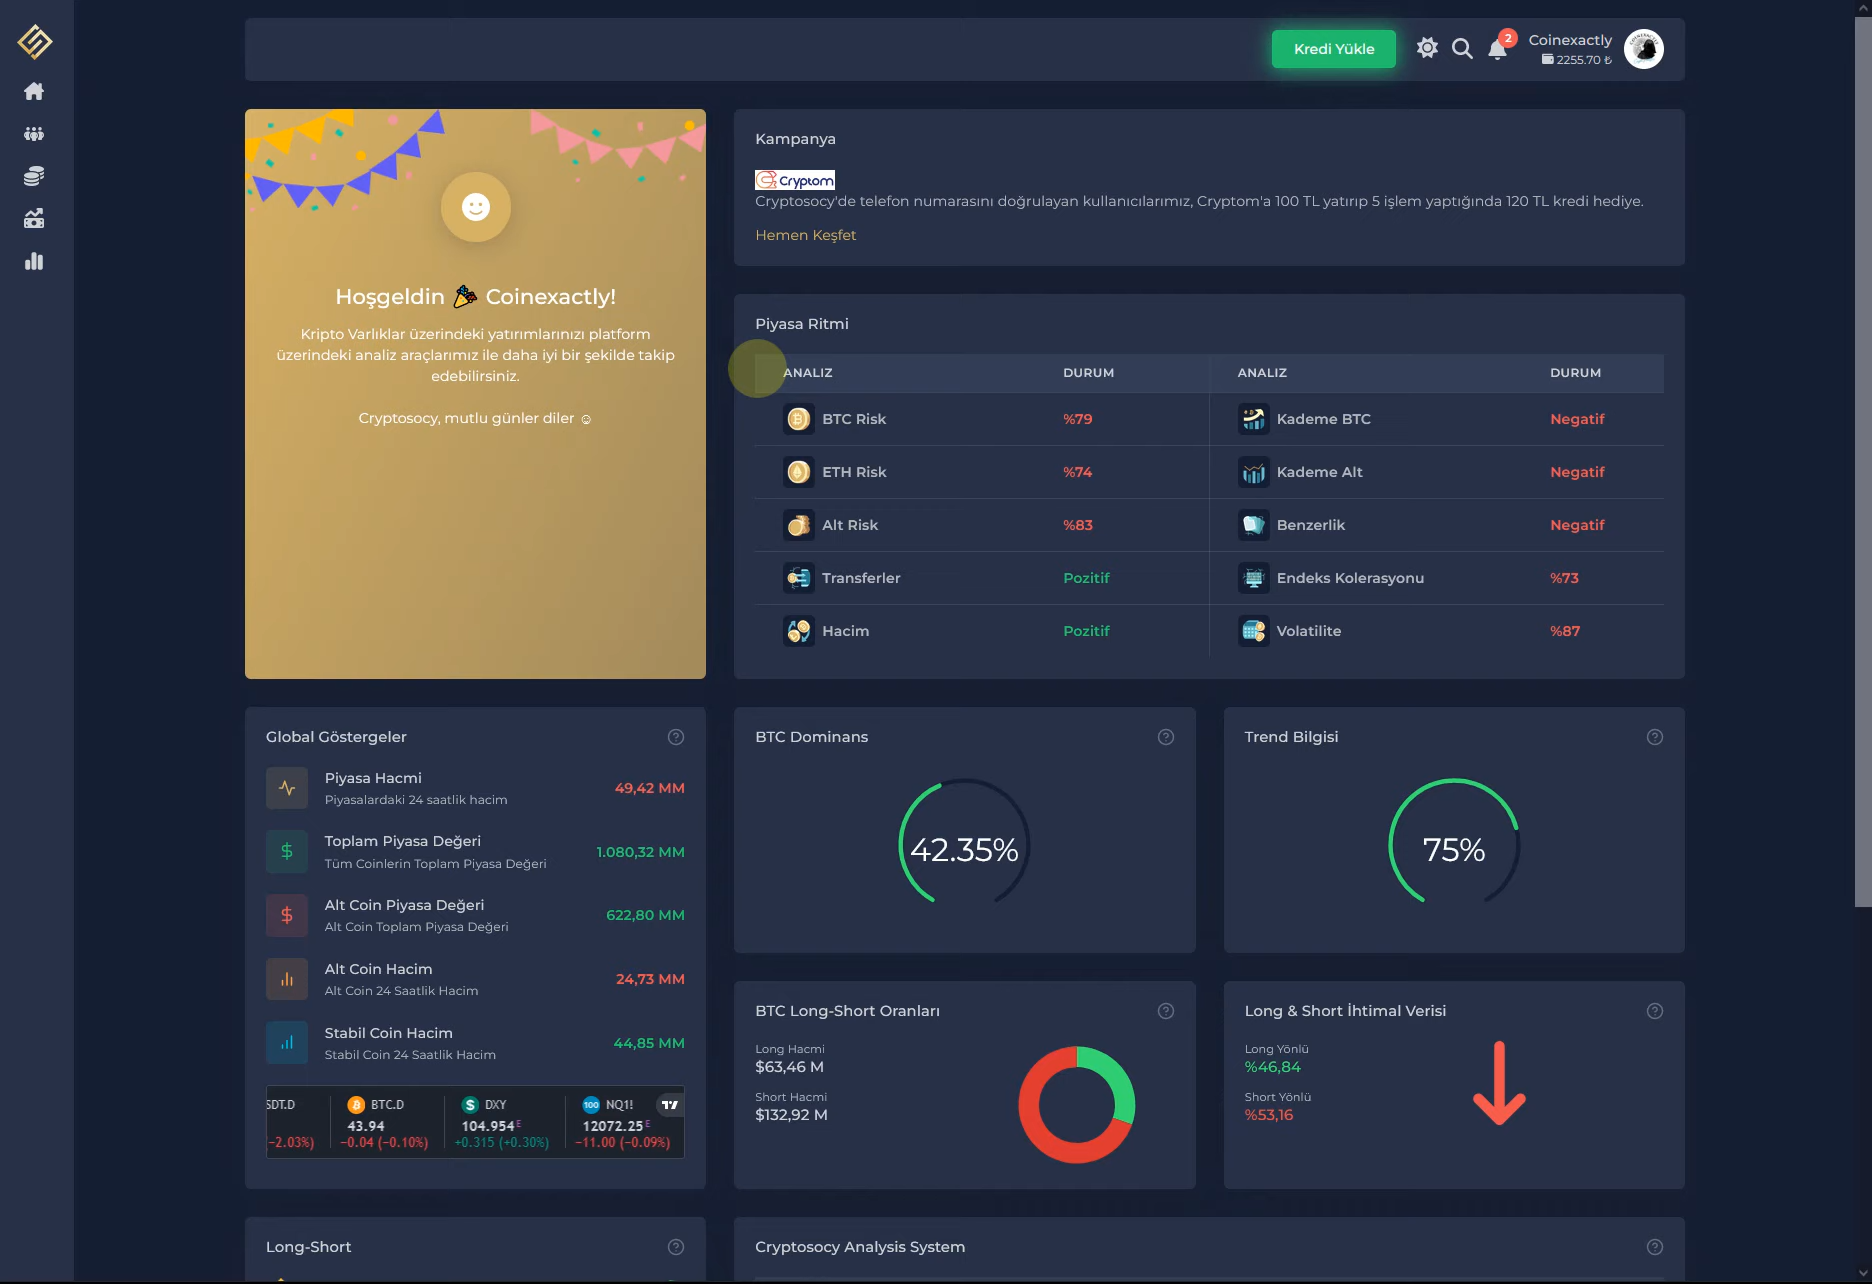 Kredi Yükle
2
Coinexactly
2255.70 ₺
Hoşgeldin 🎉 Coinexactly!
Kripto Varlıklar üzerindeki yatırımlarınızı platform
üzerindeki analiz araçlarımız ile daha iyi bir şekilde takip
edebilirsiniz.
Cryptosocy, mutlu günler diler ☺
Kampanya
Cryptom
Cryptosocy'de telefon numarasını doğrulayan kullanıcılarımız, Cryptom'a 100 TL yatırıp 5 işlem yaptığında 120 TL kredi hediye.
Hemen Keşfet
Piyasa Ritmi
ANALIZ DURUM ANALIZ DURUM
BTC Risk %79 Kademe BTC Negatif
ETH Risk %74 Kademe Alt Negatif
Alt Risk %83 Benzerlik Negatif
Transferler Pozitif Endeks Kolerasyonu %73
Hacim Pozitif Volatilite %87
Global Göstergeler
Piyasa Hacmi
Piyasalardaki 24 saatlik hacim
49,42 MM
Toplam Piyasa Değeri
Tüm Coinlerin Toplam Piyasa Değeri
1.080,32 MM
Alt Coin Piyasa Değeri
Alt Coin Toplam Piyasa Değeri
622,80 MM
Alt Coin Hacim
Alt Coin 24 Saatlik Hacim
24,73 MM
Stabil Coin Hacim
Stabil Coin 24 Saatlik Hacim
44,85 MM
SDT.D BTC.D DXY 100 NQ1!
43.94 104.954 E 12072.25 E
−2.03%) −0.04 (−0.10%) +0.315 (+0.30%) −11.00 (−0.09%)
BTC Dominans
42.35%
Trend Bilgisi
75%
BTC Long-Short Oranları
Long Hacmi
$63,46 M
Short Hacmi
$132,92 M
Long & Short İhtimal Verisi
Long Yönlü
%46,84
Short Yönlü
%53,16
Long-Short
Cryptosocy Analysis System